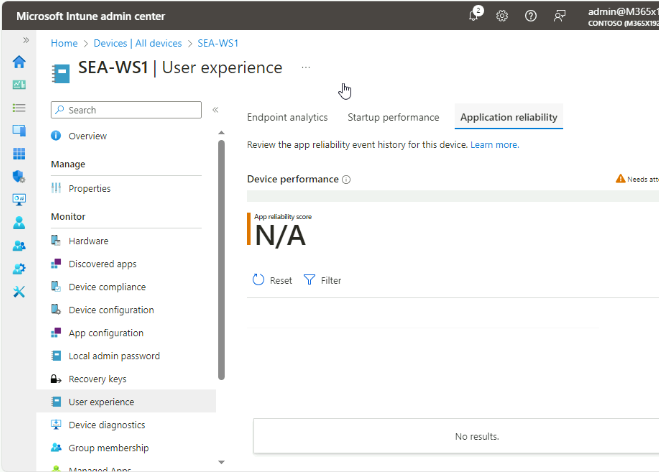 Microsoft Intune admin center
2
admin@M365x1
CONTOSO (M365X192
Home > Devices | All devices > SEA-WS1
SEA-WS1 | User experience ...
Search
Overview
Manage
Properties
Monitor
Hardware
Discovered apps
Device compliance
Device configuration
App configuration
Local admin password
Recovery keys
User experience
Device diagnostics
Group membership
Managed Apps
Endpoint analytics Startup performance Application reliability
Review the app reliability event history for this device. Learn more.
Device performance
Needs atte
App reliability score
N/A
Reset Filter
No results.